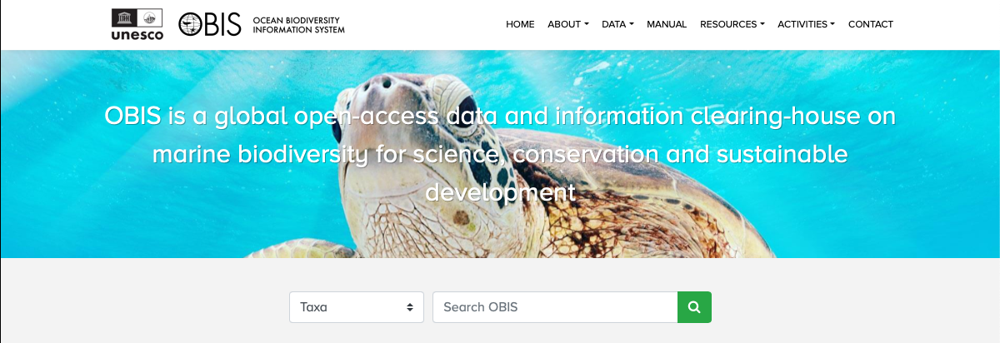 unesco
OBIS
OCEAN BIODIVERSITY
INFORMATION SYSTEM
HOME ABOUT DATA MANUAL RESOURCES ACTIVITIES CONTACT
OBIS is a global open-access data and information clearing-house on
marine biodiversity for science, conservation and sustainable
development
Taxa
Search OBIS